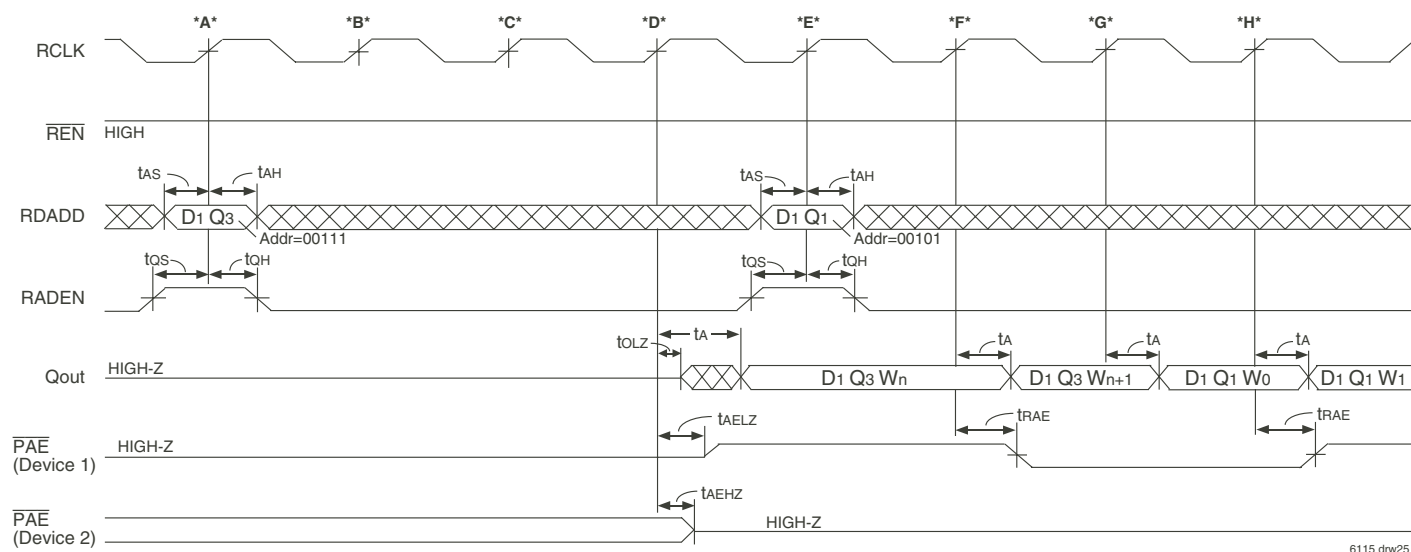 *A* *B* *C* *D* *E* *F* *G* *H*
RCLK
REN HIGH
tAS tAH tAS tAH
RDADD D1 Q3 D1 Q1
Addr=00111 Addr=00101
tQS tQH tQS tQH
RADEN
tA
tOLZ tA tA tA
Qout HIGH-Z D1 Q3 Wn D1 Q3 Wn+1 D1 Q1 W0 D1 Q1 W1
tAELZ tRAE tRAE
PAE HIGH-Z
(Device 1)
tAEHZ
PAE HIGH-Z
(Device 2)
6115 drw25